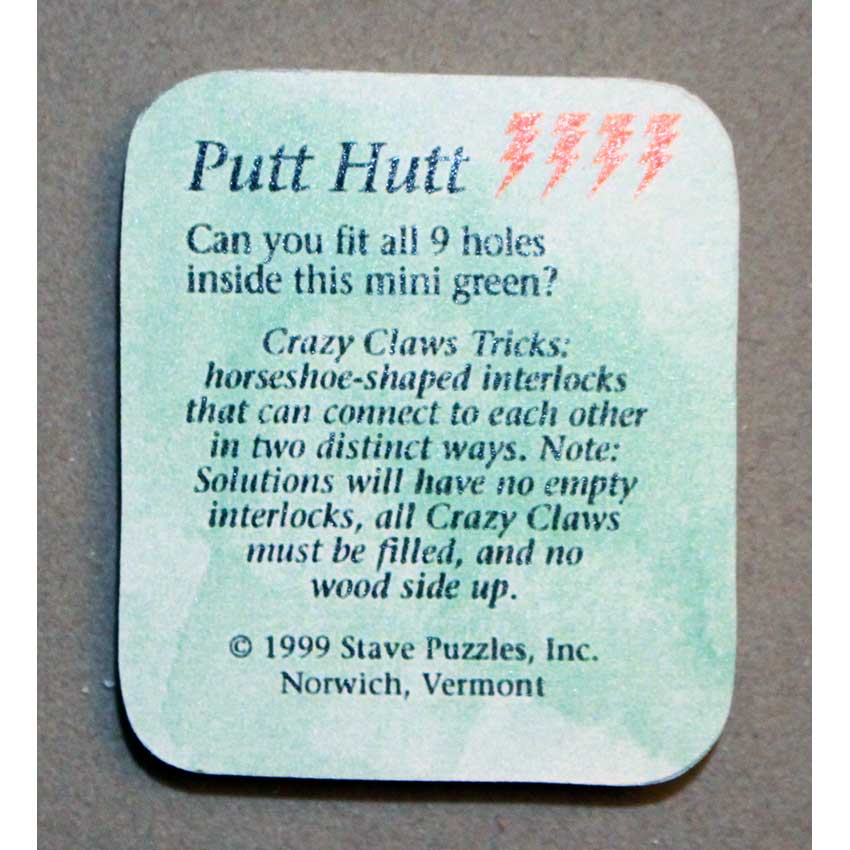 Putt Hutt
Can you fit all 9 holes
inside this mini green?
Crazy Claws Tricks:
horseshoe-shaped interlocks
that can connect to each other
in two distinct ways. Note:
Solutions will have no empty
interlocks, all Crazy Claws
must be filled, and no
wood side up.
© 1999 Stave Puzzles, Inc.
Norwich, Vermont